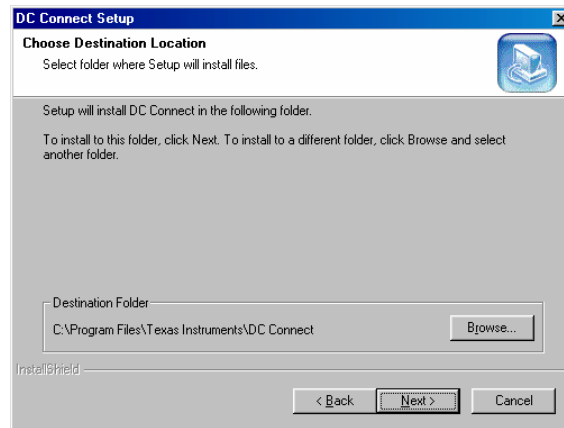 DC Connect Setup
Choose Destination Location
Select folder where Setup will install files.
Setup will install DC Connect in the following folder.
To install to this folder, click Next. To install to a different folder, click Browse and select
another folder.
Destination Folder
C:\Program Files\Texas Instruments\DC Connect
Browse...
InstallShield
< Back
Next >
Cancel